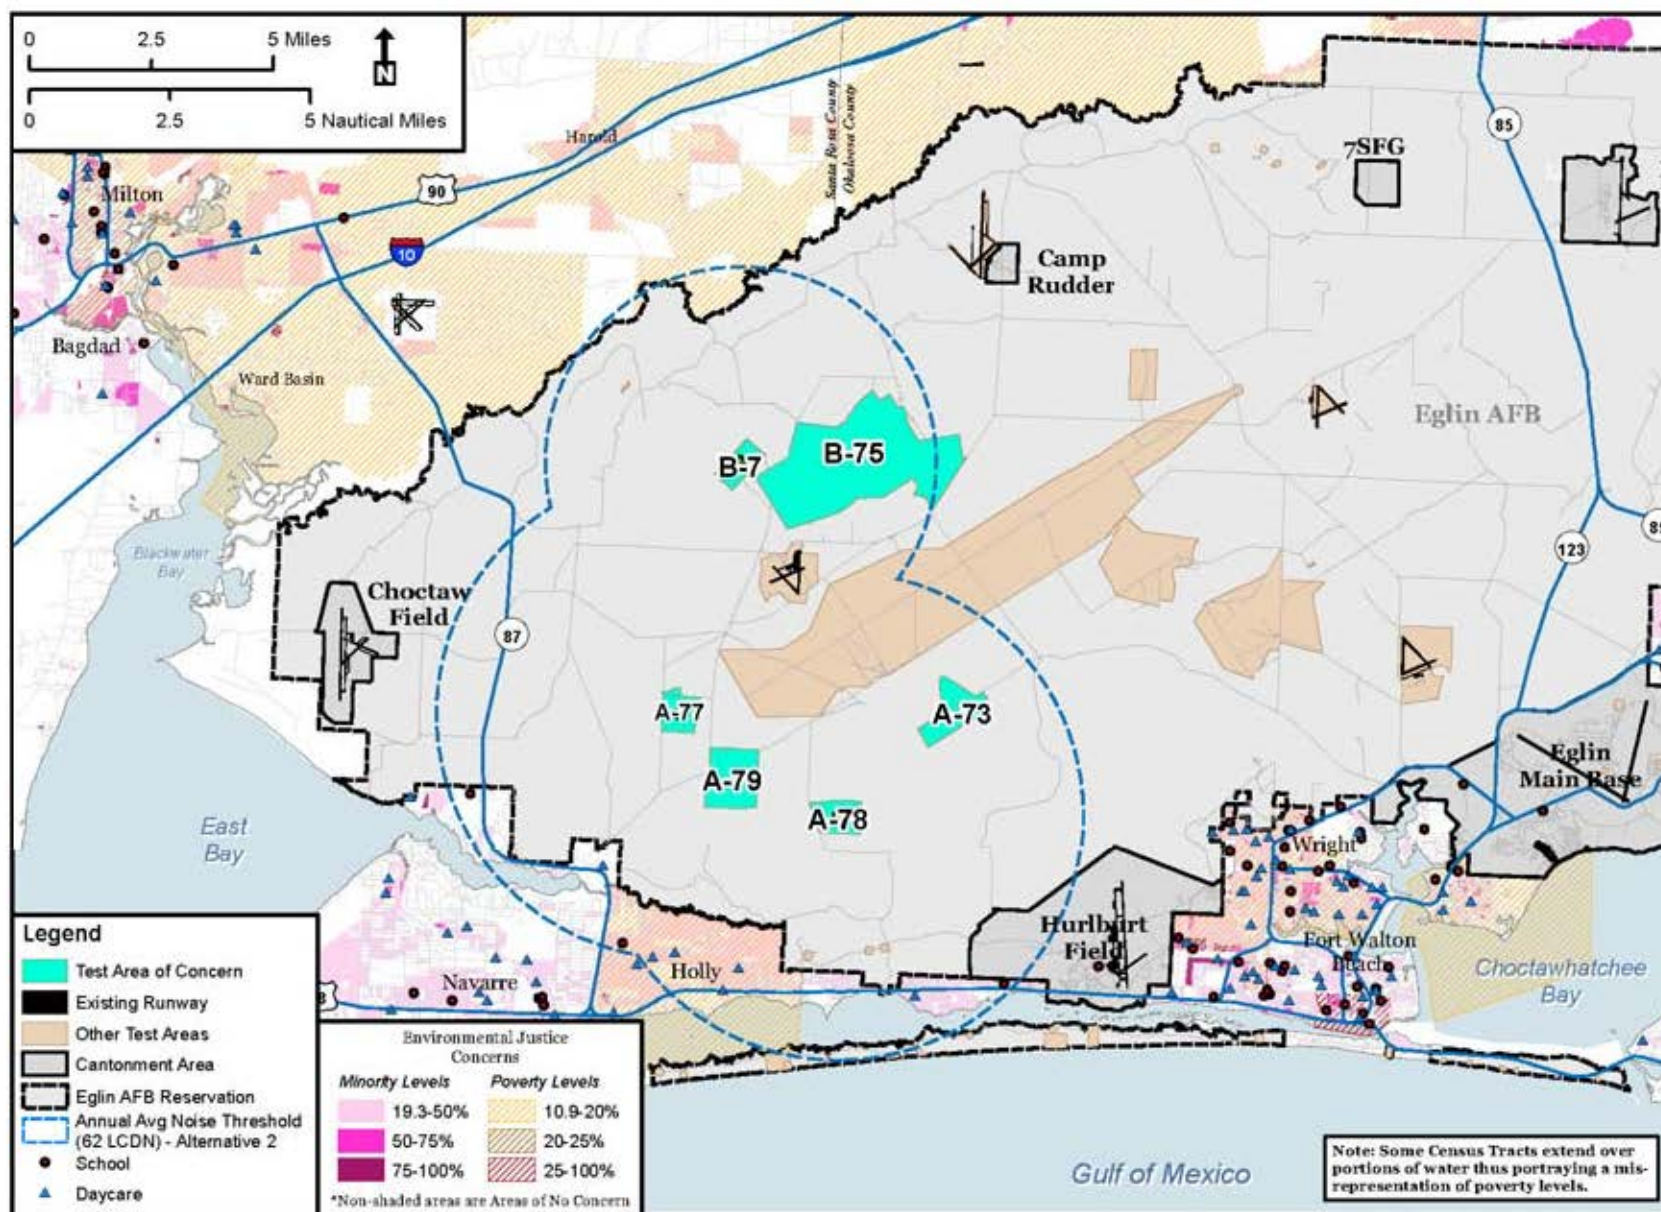 0 2.5 5 Miles
N
0 2.5 5 Nautical Miles
Santa Rosa County
Okaloosa County
Harold
90
10
Milton
Bagdad
Ward Basin
85
7SFG
Camp
Rudder
Eglin AFB
B-7
B-75
123
Blackwater
Bay
Choctaw
Field
87
A-77
A-73
A-79
A-78
Eglin
Main Base
East
Bay
Wright
Hurlburt
Field
Fort Walton
Beach
Choctawhatchee
Bay
Navarre
Holly
Gulf of Mexico
Legend
Test Area of Concern
Existing Runway
Other Test Areas
Cantonment Area
Eglin AFB Reservation
Annual Avg Noise Threshold
(62 LCDN) - Alternative 2
School
Daycare
Environmental Justice
Concerns
Minority Levels Poverty Levels
19.3-50% 10.9-20%
50-75% 20-25%
75-100% 25-100%
*Non-shaded areas are Areas of No Concern
Note: Some Census Tracts extend over
portions of water thus portraying a mis-
representation of poverty levels.